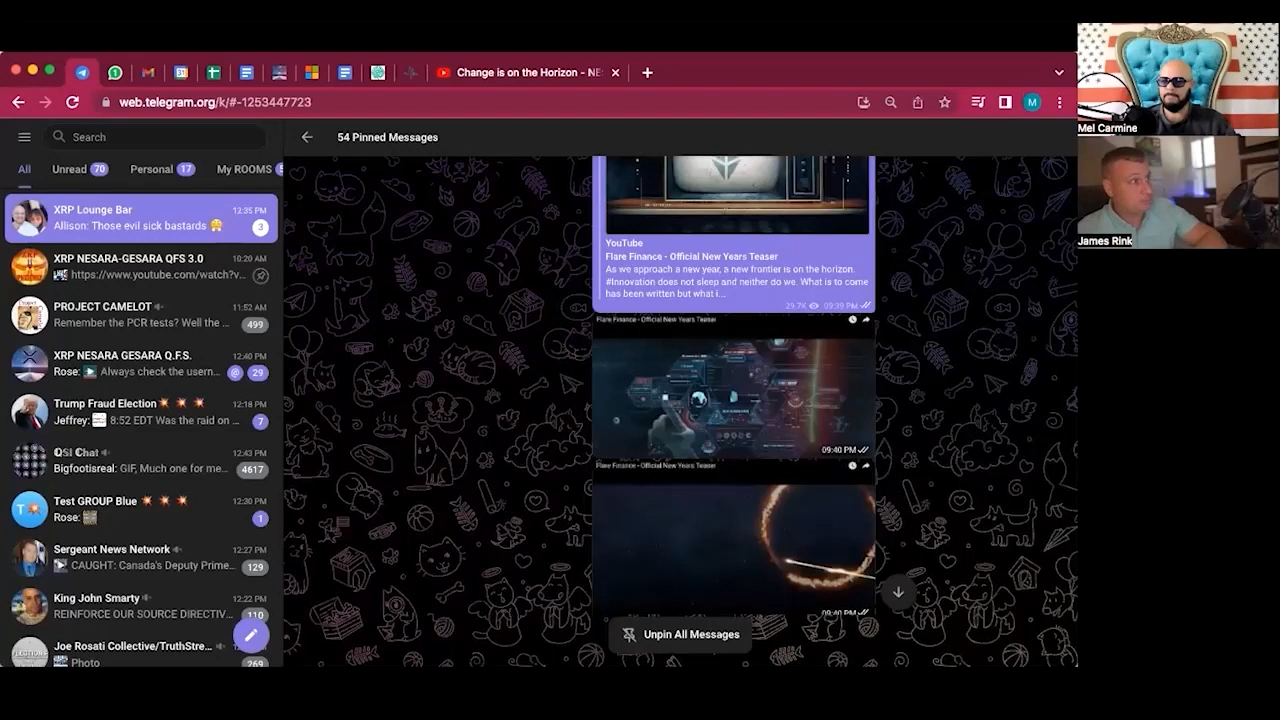 Change is on the Horizon - NE
web.telegram.org/k/#-1253447723
M
Search
54 Pinned Messages
All
Unread 70
Personal 17
My ROOMS
XRP Lounge Bar
12:35 PM
Allison: Those evil sick bastards
3
XRP NESARA-GESARA QFS 3.0
10:20 AM
https://www.youtube.com/watch?v...
PROJECT CAMELOT
11:52 AM
Remember the PCR tests? Well the ...
499
XRP NESARA GESARA Q.F.S.
12:40 PM
Rose: Always check the usern...
@ 29
Trump Fraud Election
12:18 PM
Jeffrey: 8:52 EDT Was the raid on ...
7
QSI Chat
12:43 PM
Bigfootisreal: GIF, Much one for me...
4617
Test GROUP Blue
12:30 PM
Rose:
1
Sergeant News Network
12:27 PM
CAUGHT: Canada's Deputy Prime...
129
King John Smarty
12:22 PM
REINFORCE OUR SOURCE DIRECTIV...
110
Joe Rosati Collective/TruthStre...
Photo
269
YouTube
Flare Finance - Official New Years Teaser
As we approach a new year, a new frontier is on the horizon.
#Innovation does not sleep and neither do we. What is to come
has been written but what i...
29.7K 09:39 PM
Flare Finance - Official New Years Teaser
09:40 PM
Flare Finance - Official New Years Teaser
09:40 PM
Unpin All Messages
Mel Carmine
James Rink